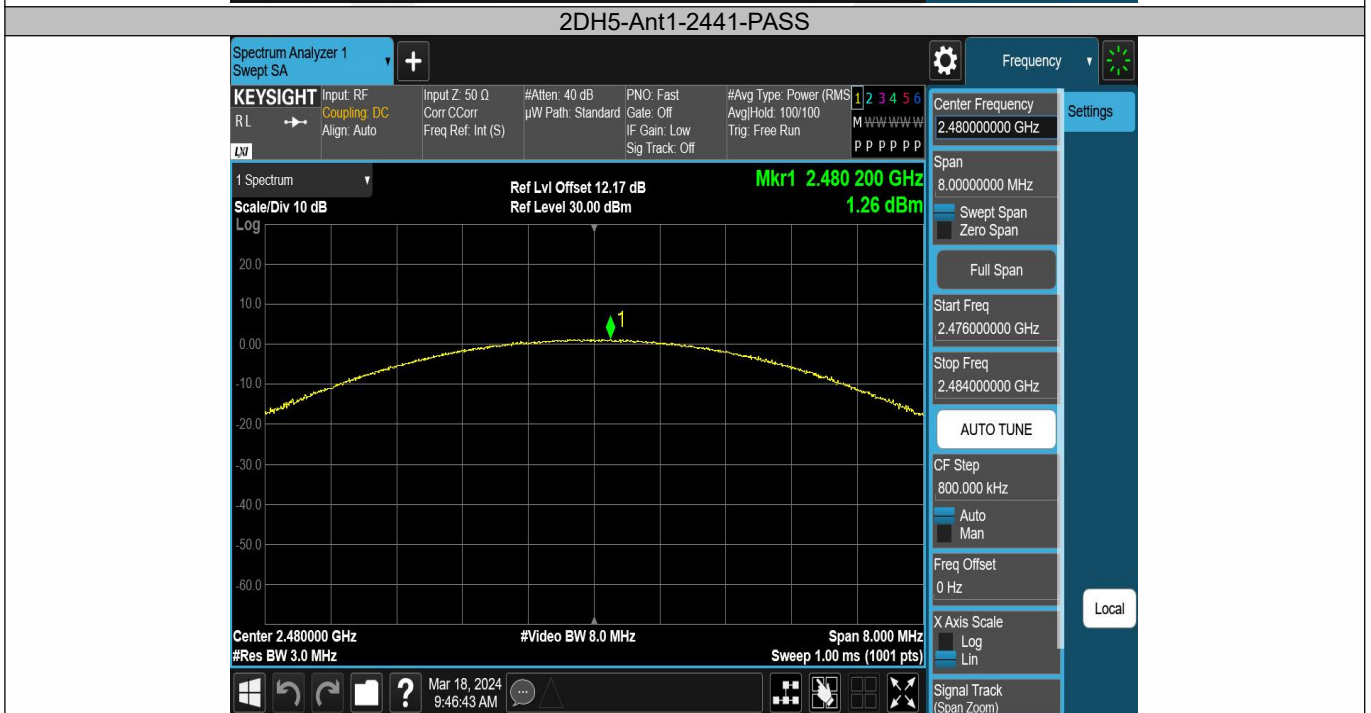 2DH5-Ant1-2441-PASS
Spectrum Analyzer 1
Swept SA
+
Frequency
KEYSIGHT
RL
LXI
Input: RF
Coupling: DC
Align: Auto
Input Z: 50 Ω
Corr CCorr
Freq Ref: Int (S)
#Atten: 40 dB
µW Path: Standard
PNO: Fast
Gate: Off
IF Gain: Low
Sig Track: Off
#Avg Type: Power (RMS
Avg|Hold: 100/100
Trig: Free Run
1 2 3 4 5 6
M W W W W W
P P P P P P
1 Spectrum
Scale/Div 10 dB
Log
Ref Lvl Offset 12.17 dB
Ref Level 30.00 dBm
Mkr1 2.480 200 GHz
1.26 dBm
20.0
10.0
0.00
-10.0
-20.0
-30.0
-40.0
-50.0
-60.0
1
Center 2.480000 GHz
#Res BW 3.0 MHz
#Video BW 8.0 MHz
Span 8.000 MHz
Sweep 1.00 ms (1001 pts)
Center Frequency
2.480000000 GHz
Span
8.00000000 MHz
Swept Span
Zero Span
Full Span
Start Freq
2.476000000 GHz
Stop Freq
2.484000000 GHz
AUTO TUNE
CF Step
800.000 kHz
Auto
Man
Freq Offset
0 Hz
X Axis Scale
Log
Lin
Signal Track
(Span Zoom)
Settings
Local
?
Mar 18, 2024
9:46:43 AM